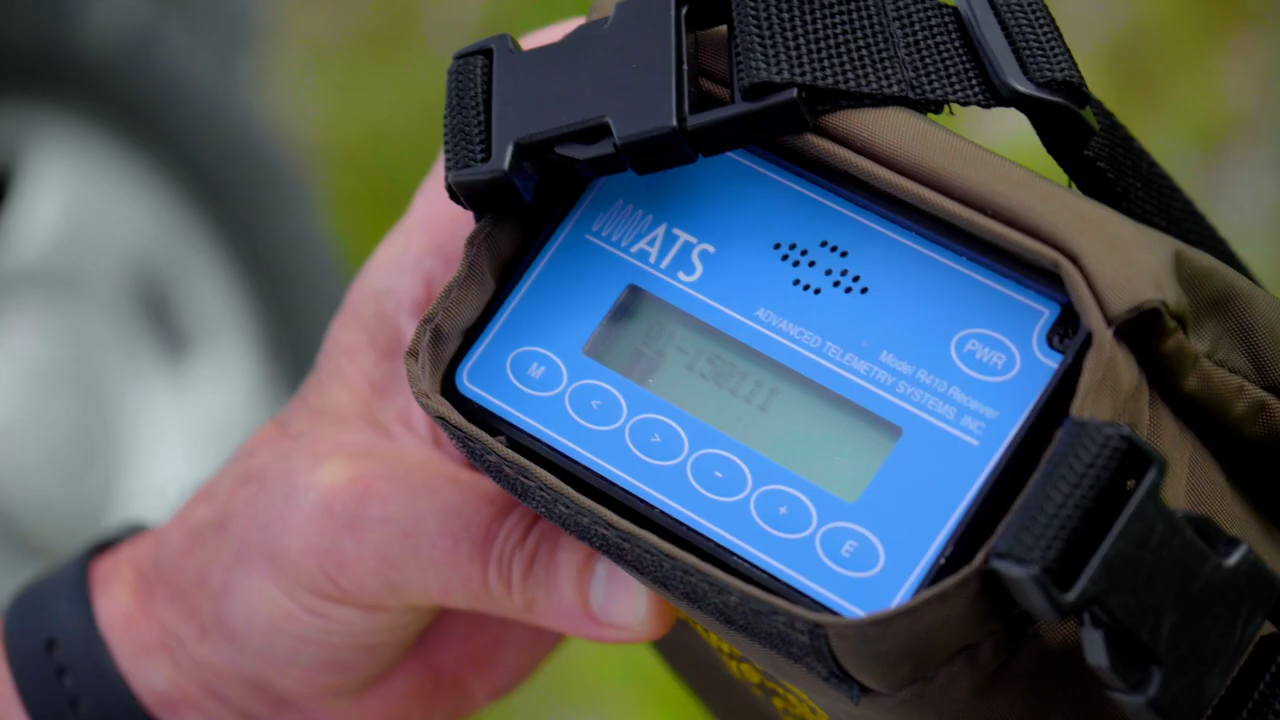 ATS
PWR
Model R410 Receiver
ADVANCED TELEMETRY SYSTEMS, INC.
M
<
>
-
+
E